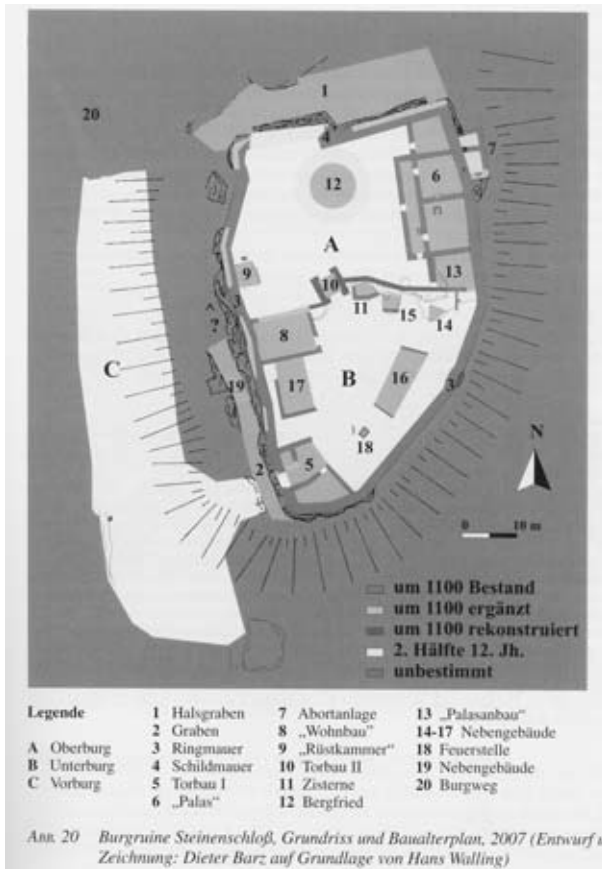 1
20
4
7
12
6
A
9
13
10
3
11
15
14
?
8
C
19
B
16
17
3
18
N
2
5
0 10 m
um 1100 Bestand
um 1100 ergänzt
um 1100 rekonstruiert
2. Hälfte 12. Jh.
unbestimmt
Legende 1 Halsgraben 7 Abortanlage 13 „Palasanbau"
2 Graben 8 „Wohnbau" 14-17 Nebengebäude
A Oberburg 3 Ringmauer 9 „Rüstkammer" 18 Feuerstelle
B Unterburg 4 Schildmauer 10 Torbau II 19 Nebengebäude
C Vorburg 5 Torbau I 11 Zisterne 20 Burgweg
6 „Palas" 12 Bergfried
ABB. 20 Burgruine Steinenschloß, Grundriss und Baualterplan, 2007 (Entwurf
Zeichnung: Dieter Barz auf Grundlage von Hans Walling)